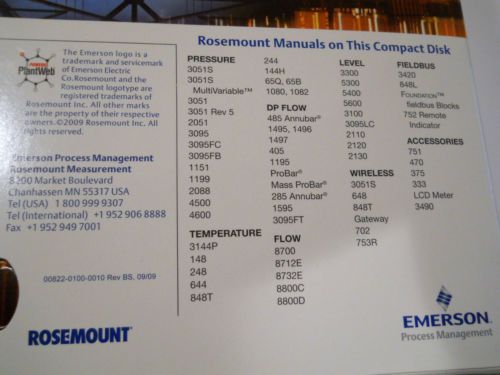 Rosemount Manuals on This Compact Disk
POWERING
PlantWeb
The Emerson logo is a
trademark and servicemark
of Emerson Electric
Co.Rosemount and the
Rosemount logotype are
registered trademarks of
Rosemount Inc. All other marks
are the property of their respective
owners. ©2009 Rosemount Inc.
Emerson Process Management
Rosemount Measurement
8200 Market Boulevard
Chanhassen MN 55317 USA
Tel (USA) 1 800 999 9307
Tel (International) +1 952 906 8888
Fax +1 952 949 7001
00822-0100-0010 Rev BS. 09/09
ROSEMOUNT
PRESSURE
3051S
3051S
MultiVariable™
3051
3051 Rev 5
2051
3095
3095FC
3095FB
1151
1199
2088
4500
4600
TEMPERATURE
3144P
148
248
644
848T
244
144H
65Q, 65B
1080, 1082
DP FLOW
485 Annubar®
1495, 1496
1497
405
1195
ProBar®
Mass ProBar®
285 Annubar®
1595
3095FT
FLOW
8700
8712E
8732E
8800C
8800D
LEVEL
3300
5300
5400
5600
3100
3095LC
2110
2120
2130
WIRELESS
3051S
648
848T
Gateway
702
753R
FIELDBUS
3420
848L
FOUNDATION™
fieldbus Blocks
752 Remote
Indicator
ACCESSORIES
751
470
375
333
LCD Meter
3490
EMERSON
Process Management